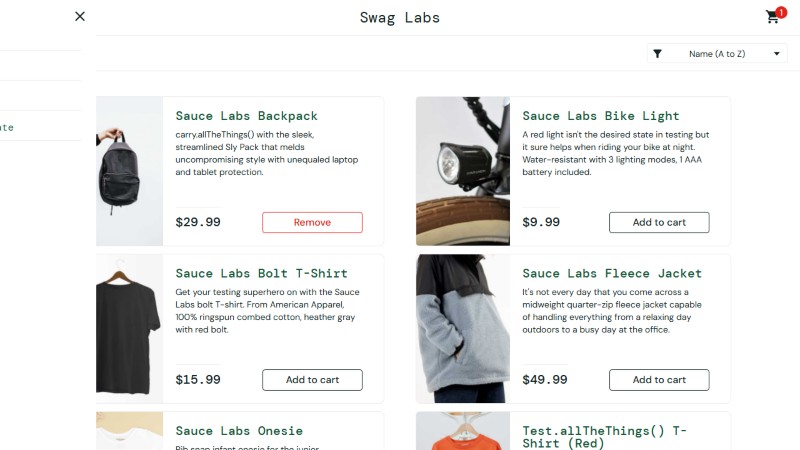 Swag Labs
1
Name (A to Z)
Sauce Labs Backpack
carry.allTheThings() with the sleek,
streamlined Sly Pack that melds
uncompromising style with unequaled laptop
and tablet protection.
$29.99
Remove
Sauce Labs Bike Light
A red light isn't the desired state in testing but
it sure helps when riding your bike at night.
Water-resistant with 3 lighting modes, 1 AAA
battery included.
$9.99
Add to cart
Sauce Labs Bolt T-Shirt
Get your testing superhero on with the Sauce
Labs bolt T-shirt. From American Apparel,
100% ringspun combed cotton, heather gray
with red bolt.
$15.99
Add to cart
Sauce Labs Fleece Jacket
It's not every day that you come across a
midweight quarter-zip fleece jacket capable
of handling everything from a relaxing day
outdoors to a busy day at the office.
$49.99
Add to cart
Sauce Labs Onesie
Rib snap infant onesie for the junior
Test.allTheThings() T-
Shirt (Red)